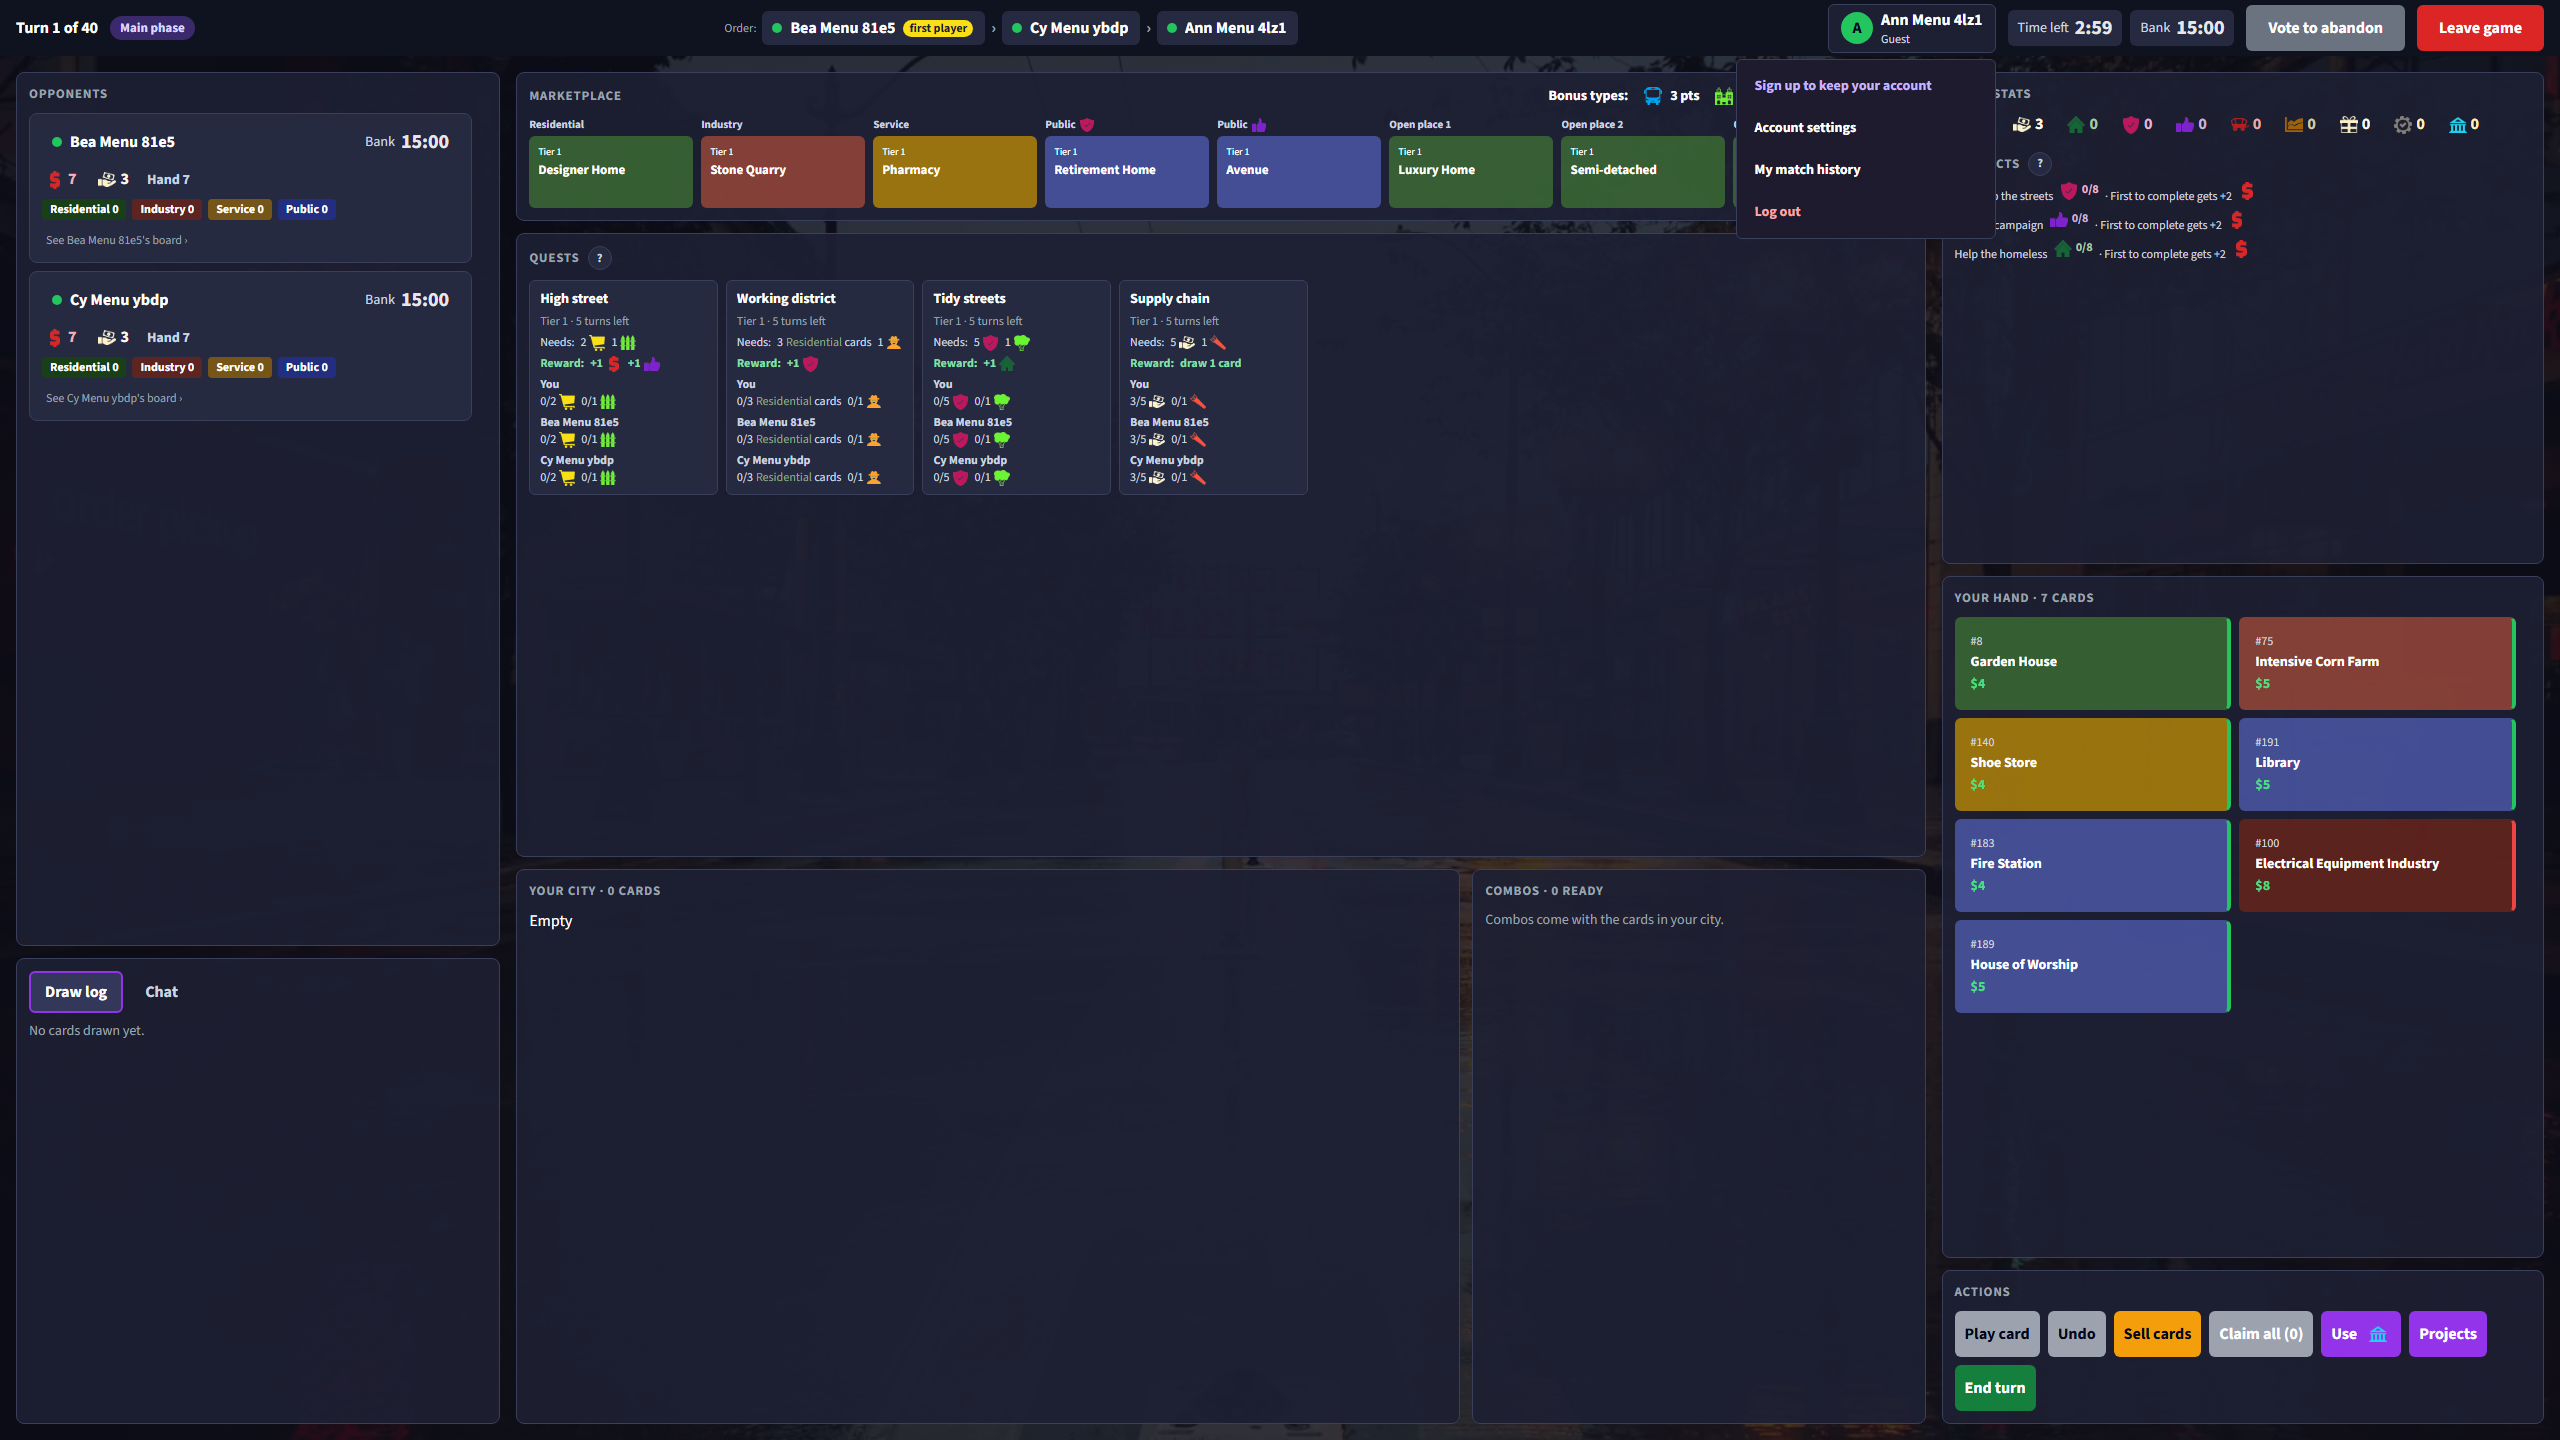 Turn 1 of 40 Main phase
Order: Bea Menu 81e5 first player › Cy Menu ybdp › Ann Menu 4lz1
A Ann Menu 4lz1
Guest
Time left 2:59 Bank 15:00 Vote to abandon Leave game
Sign up to keep your account
Account settings
My match history
Log out
OPPONENTS
Bea Menu 81e5 Bank 15:00
7 3 Hand 7
Residential 0 Industry 0 Service 0 Public 0
See Bea Menu 81e5's board ›
Cy Menu ybdp Bank 15:00
7 3 Hand 7
Residential 0 Industry 0 Service 0 Public 0
See Cy Menu ybdp's board ›
Draw log Chat
No cards drawn yet.
MARKETPLACE Bonus types: 3 pts
Residential Industry Service Public Public Open place 1 Open place 2
Tier 1 Tier 1 Tier 1 Tier 1 Tier 1 Tier 1 Tier 1
Designer Home Stone Quarry Pharmacy Retirement Home Avenue Luxury Home Semi-detached
QUESTS ?
High street
Tier 1 · 5 turns left
Needs: 2 1
Reward: +1 +1
You
0/2 0/1
Bea Menu 81e5
0/2 0/1
Cy Menu ybdp
0/2 0/1
Working district
Tier 1 · 5 turns left
Needs: 3 Residential cards 1
Reward: +1
You
0/3 Residential cards 0/1
Bea Menu 81e5
0/3 Residential cards 0/1
Cy Menu ybdp
0/3 Residential cards 0/1
Tidy streets
Tier 1 · 5 turns left
Needs: 5 1
Reward: +1
You
0/5 0/1
Bea Menu 81e5
0/5 0/1
Cy Menu ybdp
0/5 0/1
Supply chain
Tier 1 · 5 turns left
Needs: 5 1
Reward: draw 1 card
You
3/5 0/1
Bea Menu 81e5
3/5 0/1
Cy Menu ybdp
3/5 0/1
YOUR CITY · 0 CARDS
Empty
COMBOS · 0 READY
Combos come with the cards in your city.
STATS
3 0 0 0 0 0 0 0 0
CTS ?
the streets 0/8 · First to complete gets +2
campaign 0/8 · First to complete gets +2
Help the homeless 0/8 · First to complete gets +2
YOUR HAND · 7 CARDS
#8
Garden House
$4
#75
Intensive Corn Farm
$5
#140
Shoe Store
$4
#191
Library
$5
#183
Fire Station
$4
#100
Electrical Equipment Industry
$8
#189
House of Worship
$5
ACTIONS
Play card Undo Sell cards Claim all (0) Use Projects
End turn